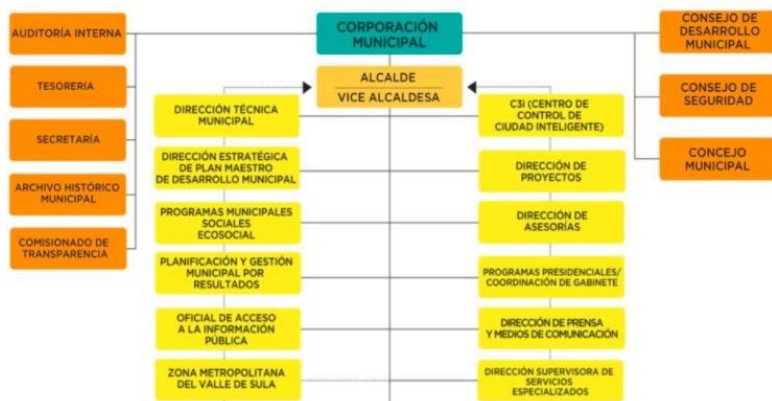 AUDITORÍA INTERNA
TESORERÍA
SECRETARÍA
ARCHIVO HISTÓRICO
MUNICIPAL
COMISIONADO DE
TRANSPARENCIA
CORPORACIÓN
MUNICIPAL
ALCALDE
VICE ALCALDESA
DIRECCIÓN TÉCNICA
MUNICIPAL
DIRECCIÓN ESTRATÉGICA
DE PLAN MAESTRO
DE DESARROLLO MUNICIPAL
PROGRAMAS MUNICIPALES
SOCIALES
ECOSOCIAL
PLANIFICACIÓN Y GESTIÓN
MUNICIPAL POR
RESULTADOS
OFICIAL DE ACCESO
A LA INFORMACIÓN
PÚBLICA
ZONA METROPOLITANA
DEL VALLE DE SULA
C3i (CENTRO DE
CONTROL DE
CIUDAD INTELIGENTE)
DIRECCIÓN DE
PROYECTOS
DIRECCIÓN DE
ASESORÍAS
PROGRAMAS PRESIDENCIALES/
COORDINACIÓN DE GABINETE
DIRECCIÓN DE PRENSA
Y MEDIOS DE COMUNICACIÓN
DIRECCIÓN SUPERVISORA DE
SERVICIOS
ESPECIALIZADOS
CONSEJO DE
DESARROLLO
MUNICIPAL
CONSEJO DE
SEGURIDAD
CONCEJO
MUNICIPAL